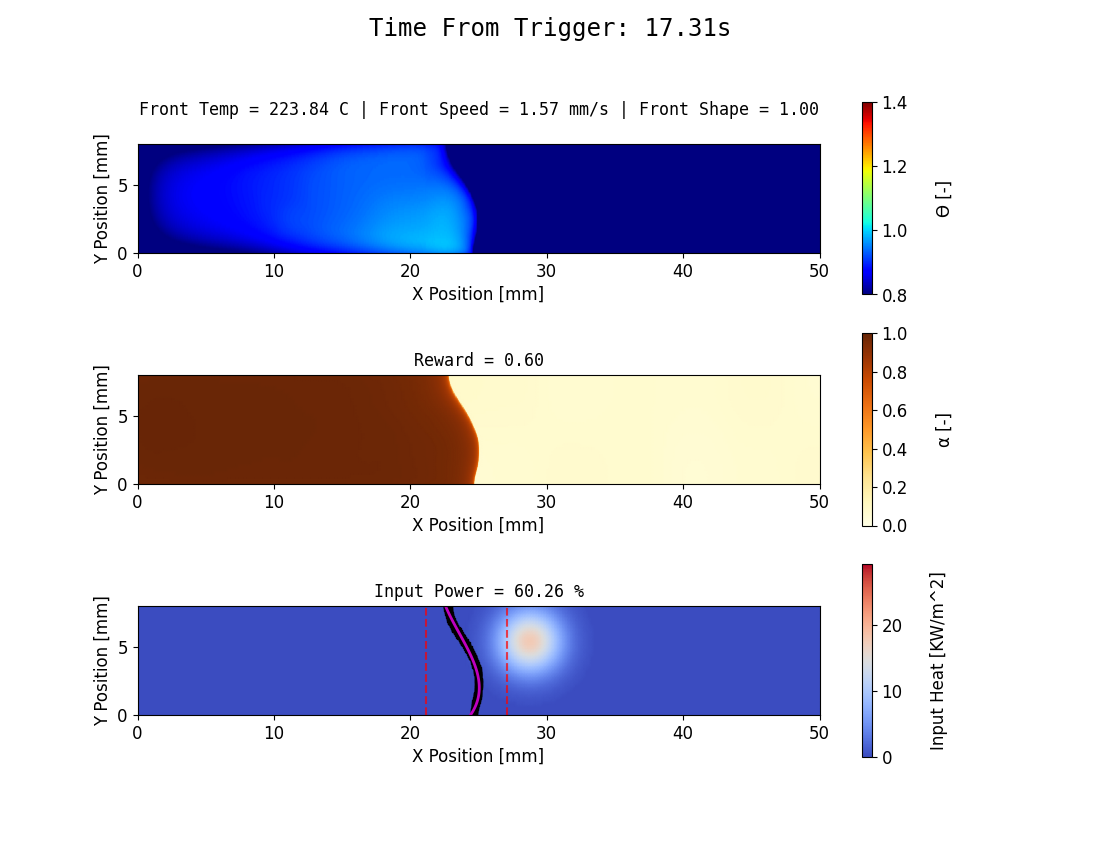 Time From Trigger: 17.31s
Front Temp = 223.84 C | Front Speed = 1.57 mm/s | Front Shape = 1.00
Y Position [mm]
5
0
0 10 20 30 40 50
X Position [mm]
1.4
1.2
1.0
0.8
Θ [-]
Reward = 0.60
Y Position [mm]
5
0
0 10 20 30 40 50
X Position [mm]
1.0
0.8
0.6
0.4
0.2
0.0
α [-]
Input Power = 60.26 %
Y Position [mm]
5
0
0 10 20 30 40 50
X Position [mm]
20
10
0
Input Heat [KW/m^2]